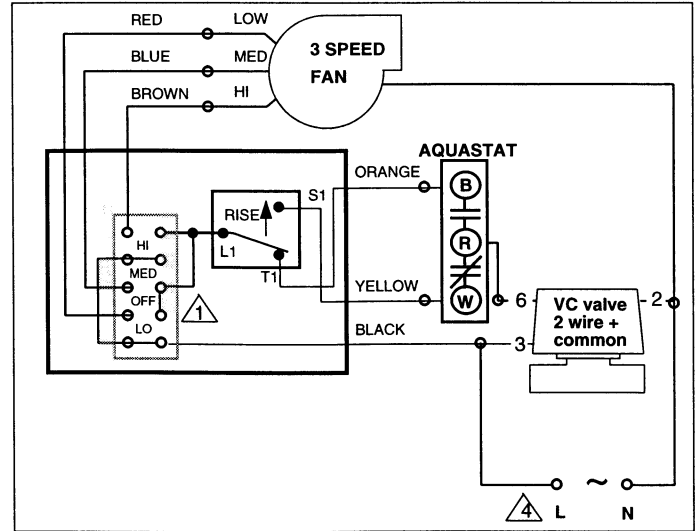 RED LOW
BLUE MED
BROWN HI
3 SPEED
FAN
AQUASTAT
ORANGE
B
S1
RISE
HI
L1
R
MED
T1
OFF
1
YELLOW
W
6
VC valve
2 wire +
common
2
LO
BLACK
3
4 L ~ N